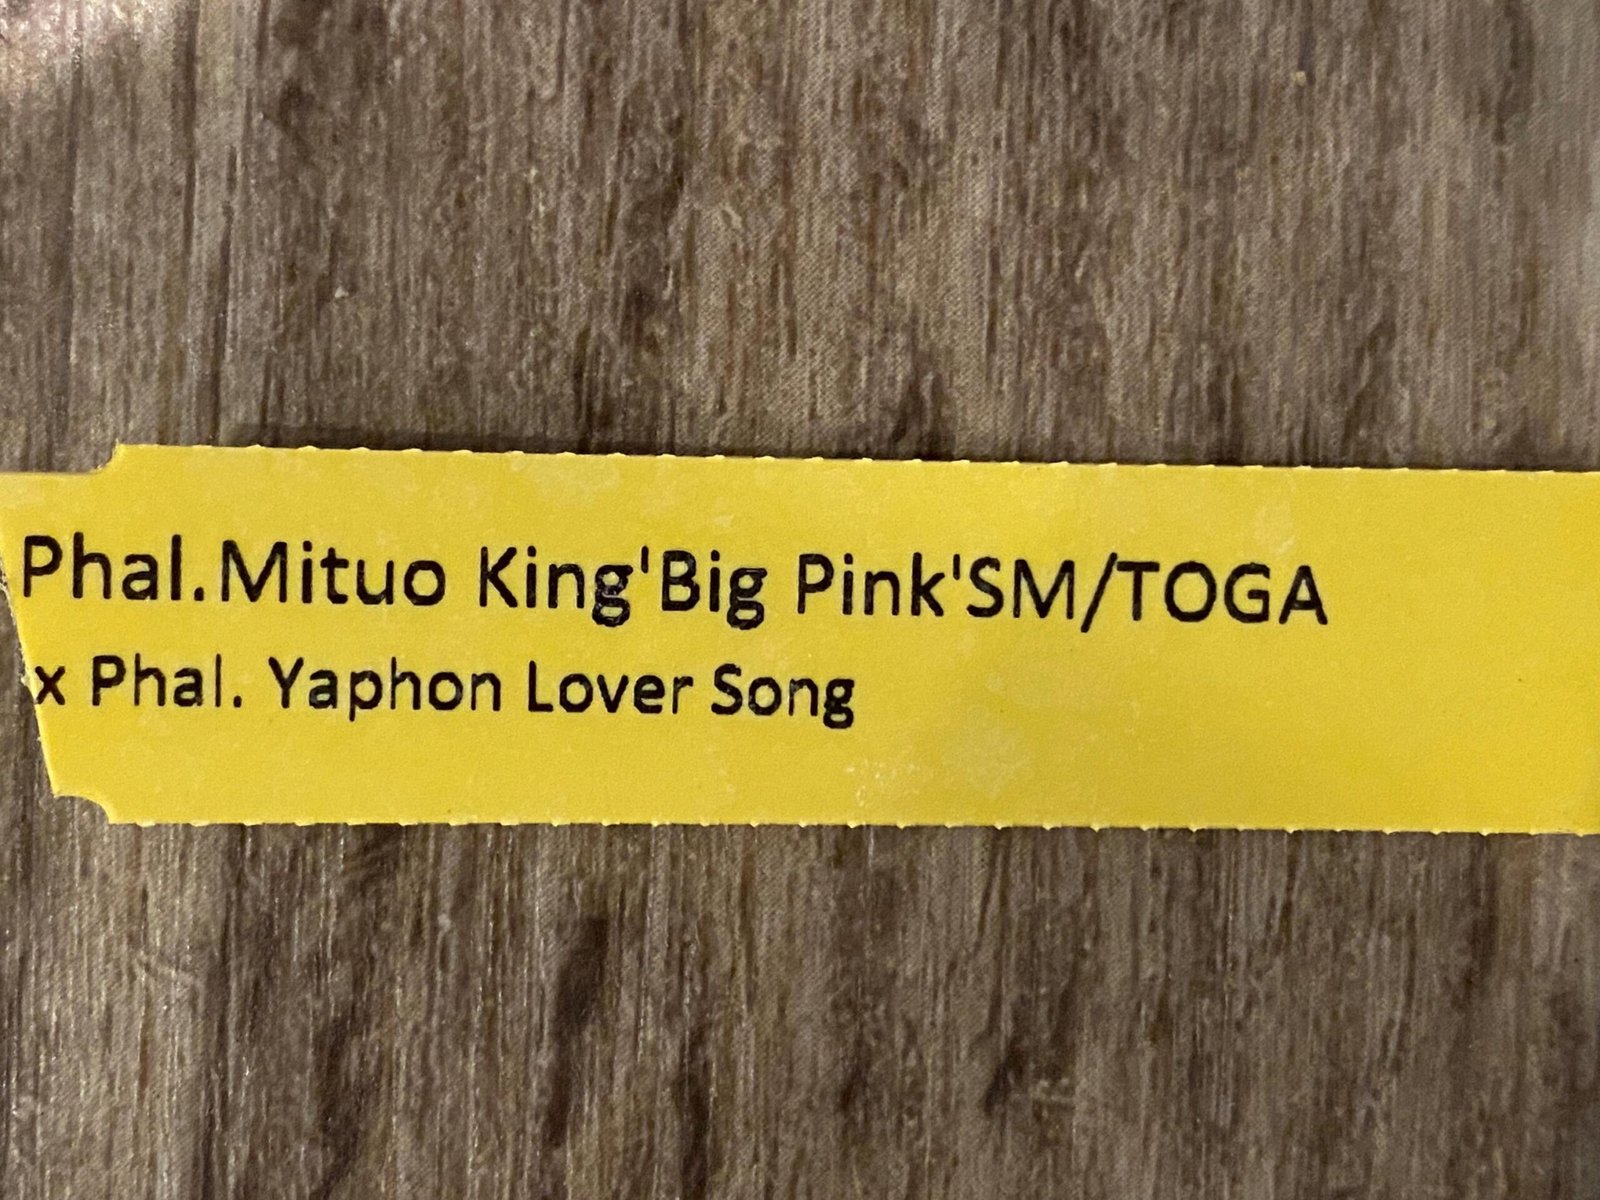 Phal.Mituo King'Big Pink'SM/TOGA
x Phal. Yaphon Lover Song